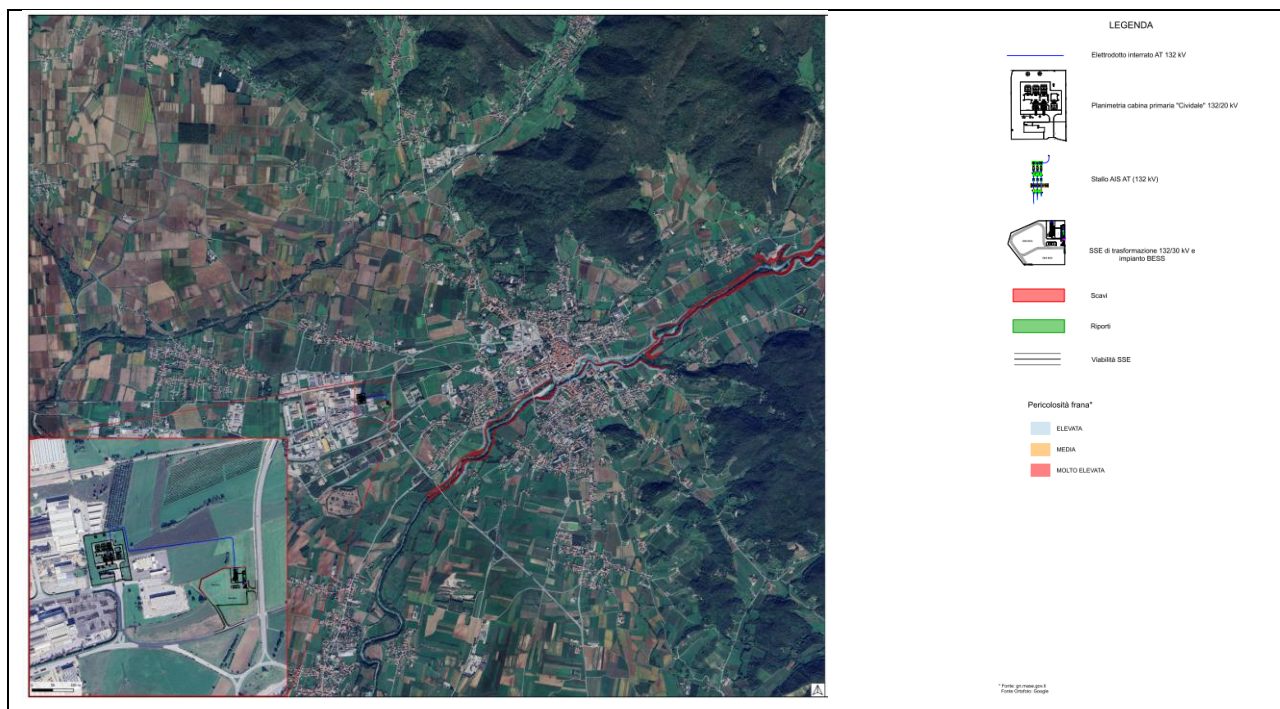 LEGENDA
Elettrodotto interrato AT 132 kV
Planimetria cabina primaria "Cividale" 132/20 kV
Stallo AIS AT (132 kV)
SSE di trasformazione 132/30 kV e
impianto BESS
Scavi
Riporti
Viabilità SSE
Pericolosità frana*
ELEVATA
MEDIA
MOLTO ELEVATA
* Fonte: gn.mase.gov.it
Fonte Ortofoto: Google